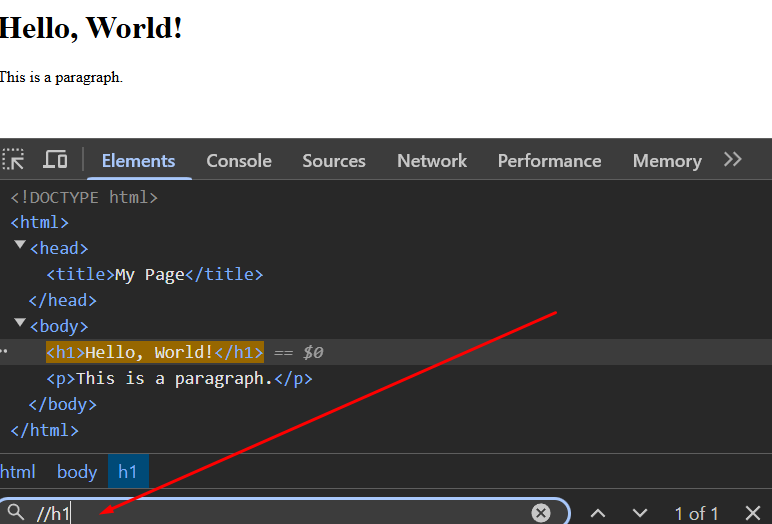 Hello, World!
This is a paragraph.
Elements Console Sources Network Performance Memory
<!DOCTYPE html>
<html>
<head>
<title>My Page</title>
</head>
<body>
<h1>Hello, World!</h1> == $0
<p>This is a paragraph.</p>
</body>
</html>
html body h1
//h1 1 of 1